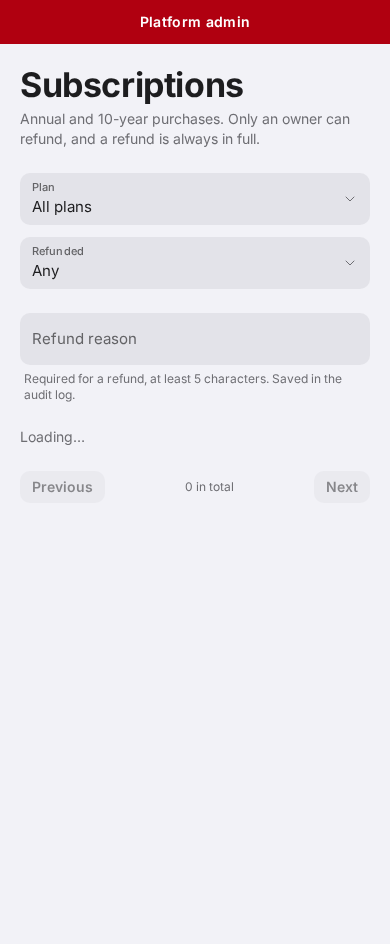 Platform admin
Subscriptions
Annual and 10-year purchases. Only an owner can
refund, and a refund is always in full.
Plan
All plans
Refunded
Any
Refund reason
Required for a refund, at least 5 characters. Saved in the
audit log.
Loading...
Previous
0 in total
Next